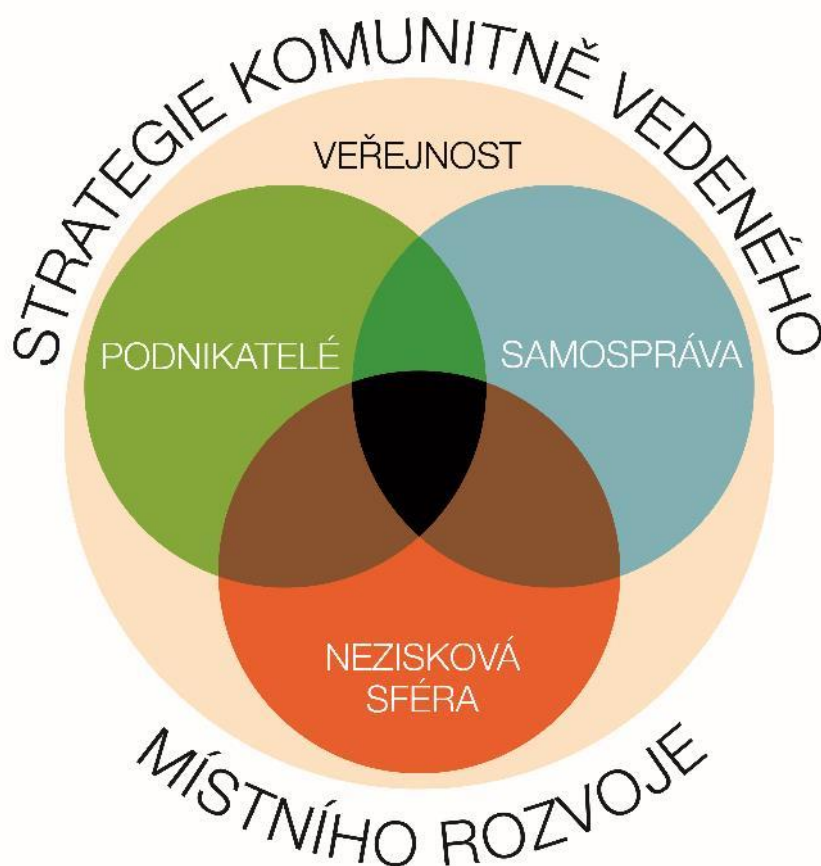 STRATEGIE KOMUNITNĚ VEDENÉHO
VEŘEJNOST
PODNIKATELÉ
SAMOSPRÁVA
NEZISKOVÁ
SFÉRA
MÍSTNÍHO ROZVOJE